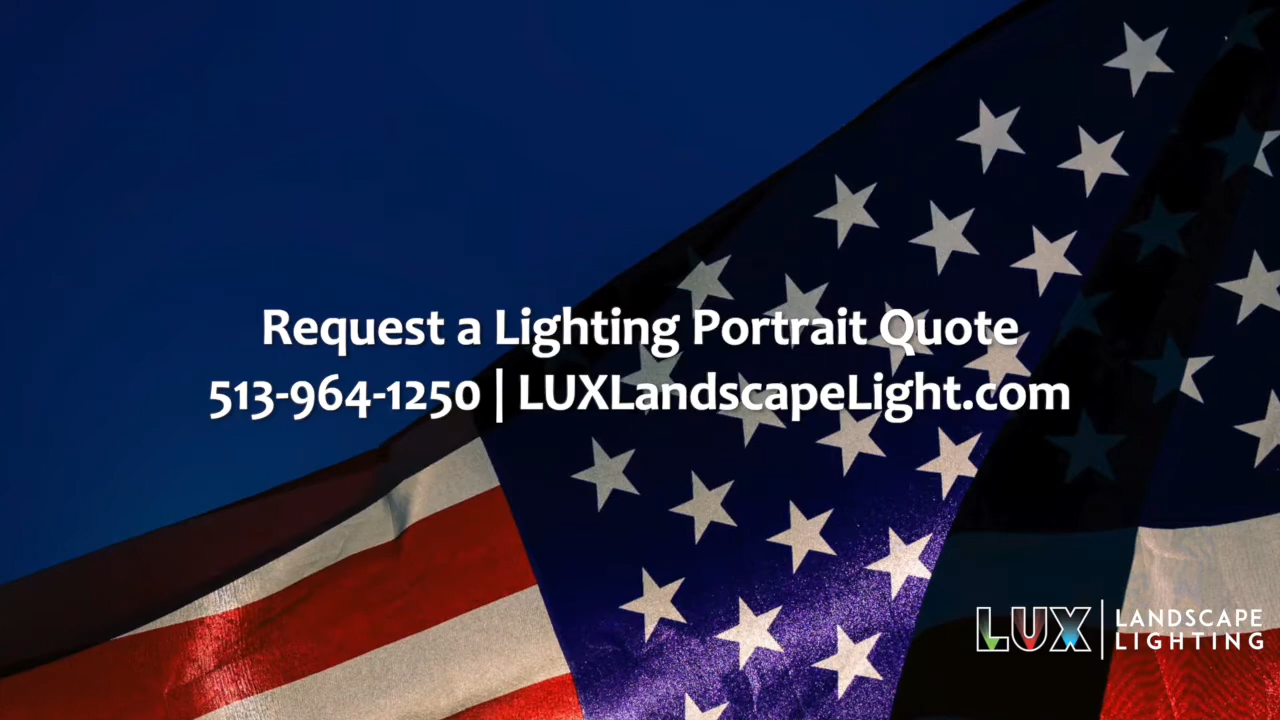 Request a Lighting Portrait Quote
513-964-1250 | LUXLandscapeLight.com
LUX | LANDSCAPE
LIGHTING